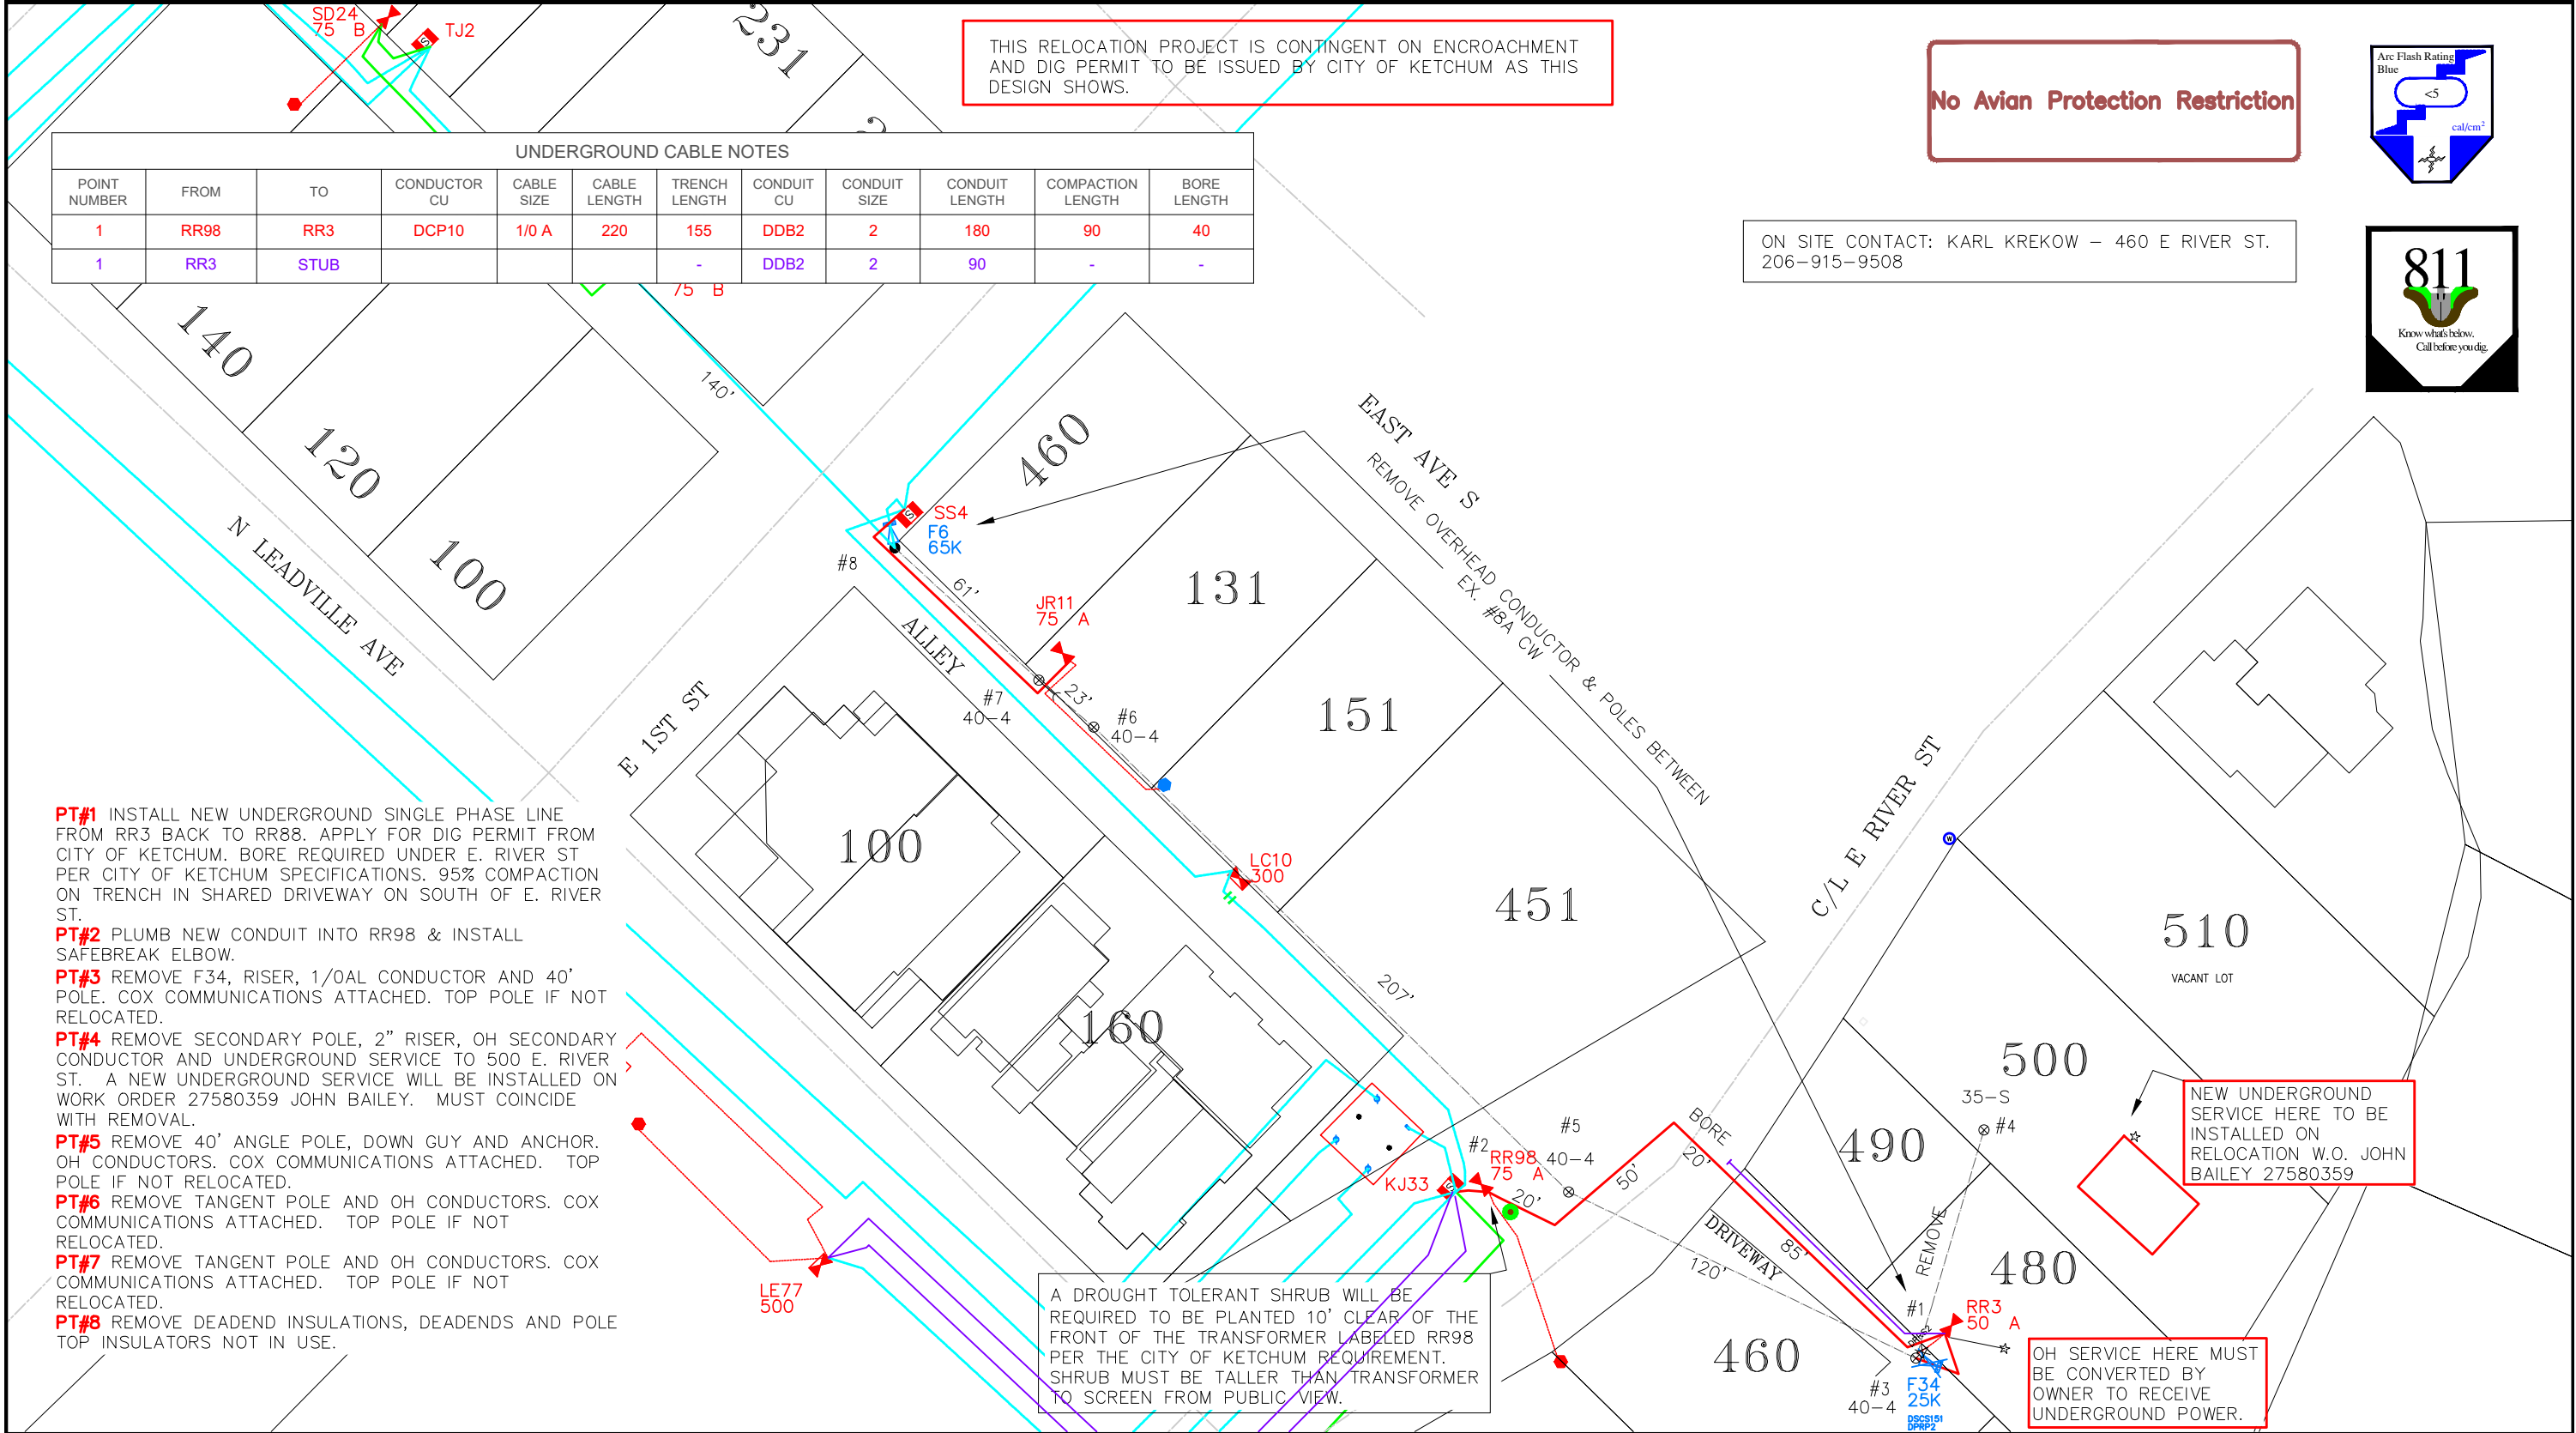 SD24
75 B
TJ2
231
THIS RELOCATION PROJECT IS CONTINGENT ON ENCROACHMENT
AND DIG PERMIT TO BE ISSUED BY CITY OF KETCHUM AS THIS
DESIGN SHOWS.
No Avian Protection Restriction
Arc Flash Rating
Blue
<5
cal/cm²
UNDERGROUND CABLE NOTES
POINT NUMBER FROM TO CONDUCTOR CU CABLE SIZE CABLE LENGTH TRENCH LENGTH CONDUIT CU CONDUIT SIZE CONDUIT LENGTH COMPACTION LENGTH BORE LENGTH
1 RR98 RR3 DCP10 1/0 A 220 155 DDB2 2 180 90 40
1 RR3 STUB - DDB2 2 90 - -
75 B
ON SITE CONTACT: KARL KREKOW - 460 E RIVER ST.
206-915-9508
811
Know what's below.
Call before you dig.
140
120
100
140'
N LEADVILLE AVE
460
EAST AVE S
REMOVE OVERHEAD CONDUCTOR & POLES BETWEEN
EX. #8A CW
SS4
F6
65K
#8
61'
JR11
75 A
131
ALLEY
#7
40-4
23'
#6
40-4
151
E 1ST ST
100
LC10
300
451
C/L E RIVER ST
W
510
VACANT LOT
160
207'
500
35-S
#4
490
NEW UNDERGROUND
SERVICE HERE TO BE
INSTALLED ON
RELOCATION W.O. JOHN
BAILEY 27580359
#5
40-4
BORE
20'
#2
RR98
75 A
KJ33
S
20'
50'
DRIVEWAY
85'
120'
REMOVE
480
#1
RR3
50 A
460
#3
40-4
F34
25K
DSCS151
DPRP2
OH SERVICE HERE MUST
BE CONVERTED BY
OWNER TO RECEIVE
UNDERGROUND POWER.
LE77
500
A DROUGHT TOLERANT SHRUB WILL BE
REQUIRED TO BE PLANTED 10' CLEAR OF THE
FRONT OF THE TRANSFORMER LABELED RR98
PER THE CITY OF KETCHUM REQUIREMENT.
SHRUB MUST BE TALLER THAN TRANSFORMER
TO SCREEN FROM PUBLIC VIEW.
PT#1 INSTALL NEW UNDERGROUND SINGLE PHASE LINE
FROM RR3 BACK TO RR88. APPLY FOR DIG PERMIT FROM
CITY OF KETCHUM. BORE REQUIRED UNDER E. RIVER ST
PER CITY OF KETCHUM SPECIFICATIONS. 95% COMPACTION
ON TRENCH IN SHARED DRIVEWAY ON SOUTH OF E. RIVER
ST.
PT#2 PLUMB NEW CONDUIT INTO RR98 & INSTALL
SAFEBREAK ELBOW.
PT#3 REMOVE F34, RISER, 1/0AL CONDUCTOR AND 40'
POLE. COX COMMUNICATIONS ATTACHED. TOP POLE IF NOT
RELOCATED.
PT#4 REMOVE SECONDARY POLE, 2" RISER, OH SECONDARY
CONDUCTOR AND UNDERGROUND SERVICE TO 500 E. RIVER
ST. A NEW UNDERGROUND SERVICE WILL BE INSTALLED ON
WORK ORDER 27580359 JOHN BAILEY. MUST COINCIDE
WITH REMOVAL.
PT#5 REMOVE 40' ANGLE POLE, DOWN GUY AND ANCHOR.
OH CONDUCTORS. COX COMMUNICATIONS ATTACHED. TOP
POLE IF NOT RELOCATED.
PT#6 REMOVE TANGENT POLE AND OH CONDUCTORS. COX
COMMUNICATIONS ATTACHED. TOP POLE IF NOT
RELOCATED.
PT#7 REMOVE TANGENT POLE AND OH CONDUCTORS. COX
COMMUNICATIONS ATTACHED. TOP POLE IF NOT
RELOCATED.
PT#8 REMOVE DEADEND INSULATIONS, DEADENDS AND POLE
TOP INSULATORS NOT IN USE.